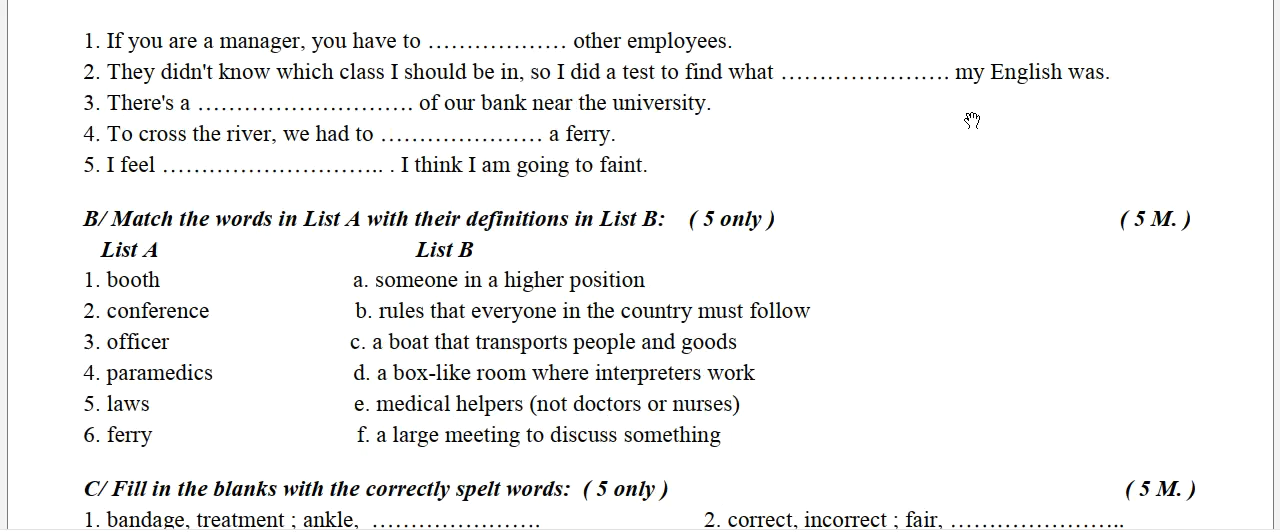 1. If you are a manager, you have to ……………… other employees.
2. They didn't know which class I should be in, so I did a test to find what …………………. my English was.
3. There's a ………………………. of our bank near the university.
4. To cross the river, we had to ………………… a ferry.
5. I feel ……………………….. . I think I am going to faint.
B/ Match the words in List A with their definitions in List B: ( 5 only ) ( 5 M. )
List A List B
1. booth a. someone in a higher position
2. conference b. rules that everyone in the country must follow
3. officer c. a boat that transports people and goods
4. paramedics d. a box-like room where interpreters work
5. laws e. medical helpers (not doctors or nurses)
6. ferry f. a large meeting to discuss something
C/ Fill in the blanks with the correctly spelt words: ( 5 only ) ( 5 M. )
1. bandage, treatment ; ankle, …………………. 2. correct, incorrect ; fair, …………………..